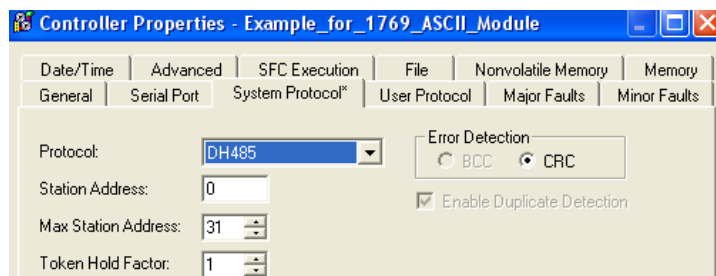 Controller Properties - Example_for_1769_ASCII_Module
Date/Time Advanced SFC Execution File Nonvolatile Memory Memory
General Serial Port System Protocol* User Protocol Major Faults Minor Faults
Protocol: DH485
Error Detection
BCC CRC
Station Address: 0
Enable Duplicate Detection
Max Station Address: 31
Token Hold Factor: 1